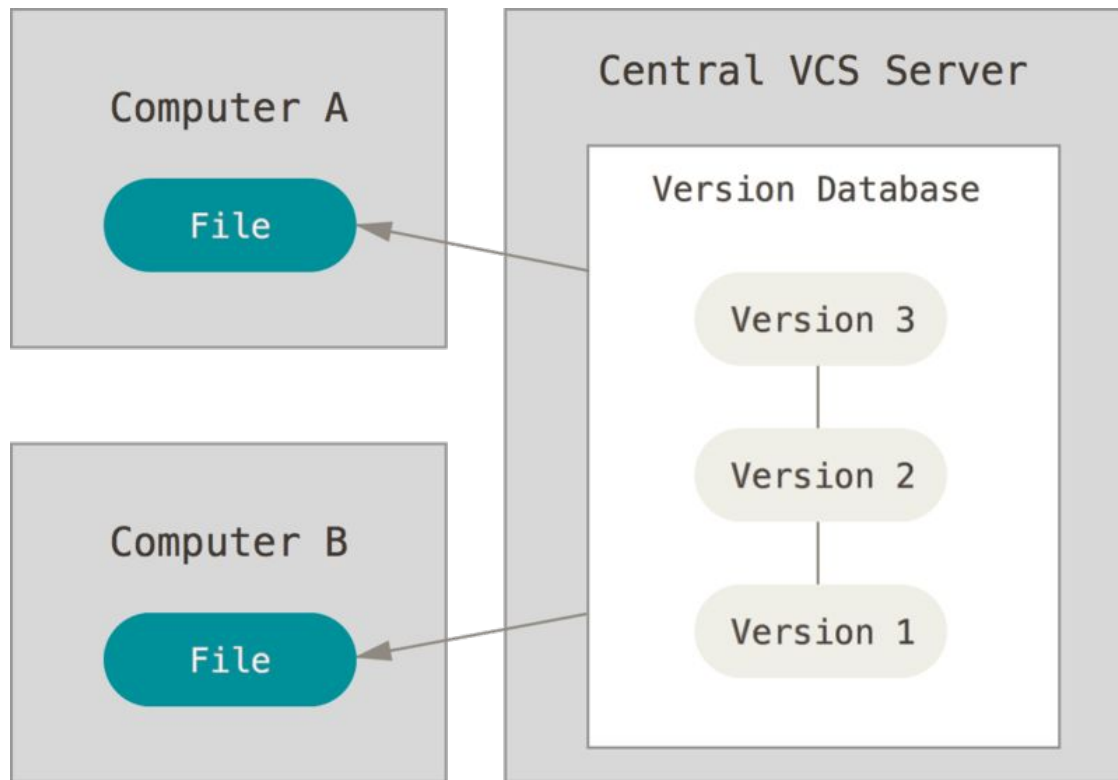 Computer A
File
Computer B
File
Central VCS Server
Version Database
Version 3
Version 2
Version 1